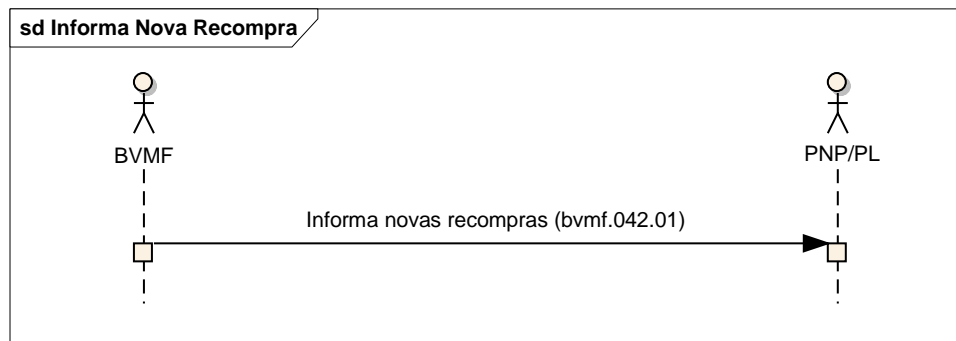 sd Informa Nova Recompra
BVMF
PNP/PL
Informa novas recompras (bvmf.042.01)